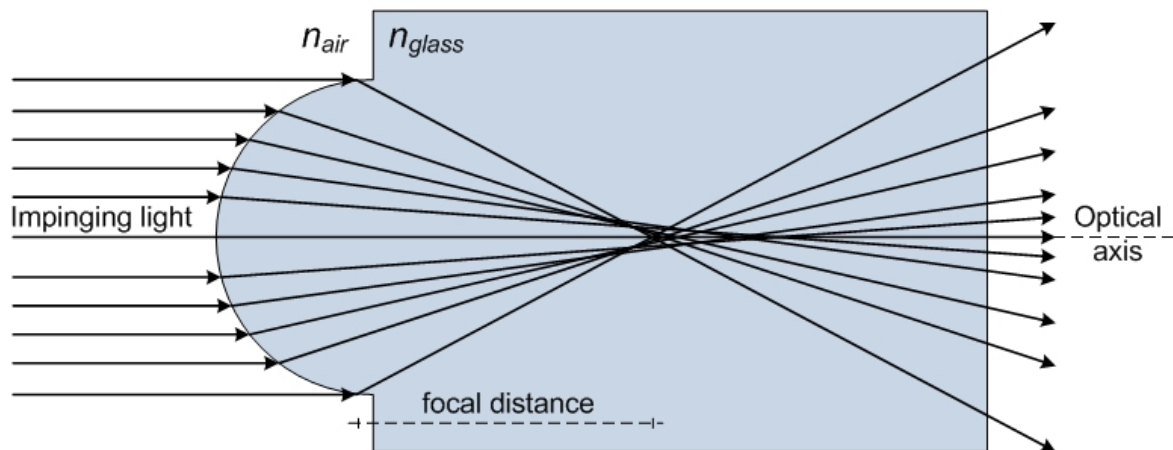 n_air n_glass
Impinging light
Optical
axis
focal distance